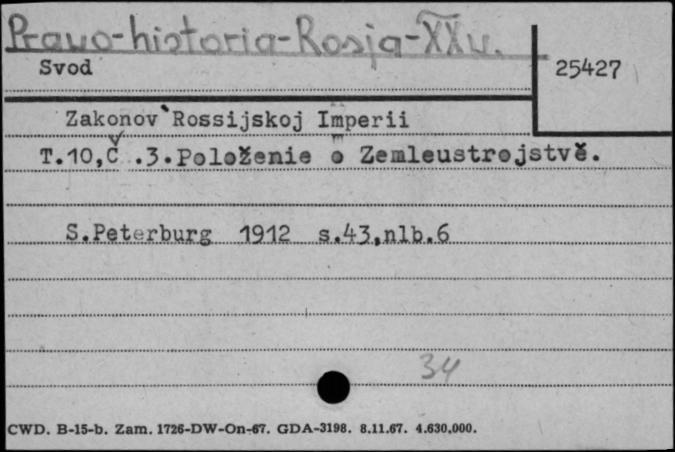 Prawo-historia-Rosja-XXw.
Svod
25427
Zakonov Rossijskoj Imperii
T.10,Č.3.Položenie o Zemleustrojstvě.
S.Peterburg 1912 s.43,nlb.6
34
CWD. B-15-b. Zam. 1726-DW-On-67. GDA-3198. 8.11.67. 4.630.000.